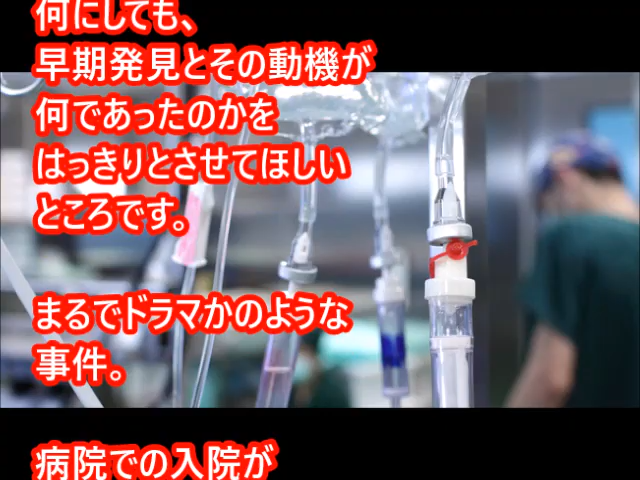 何にしても、
早期発見とその動機が
何であったのかを
はっきりとさせてほしい
ところです。
まるでドラマかのような
事件。
病院での入院が